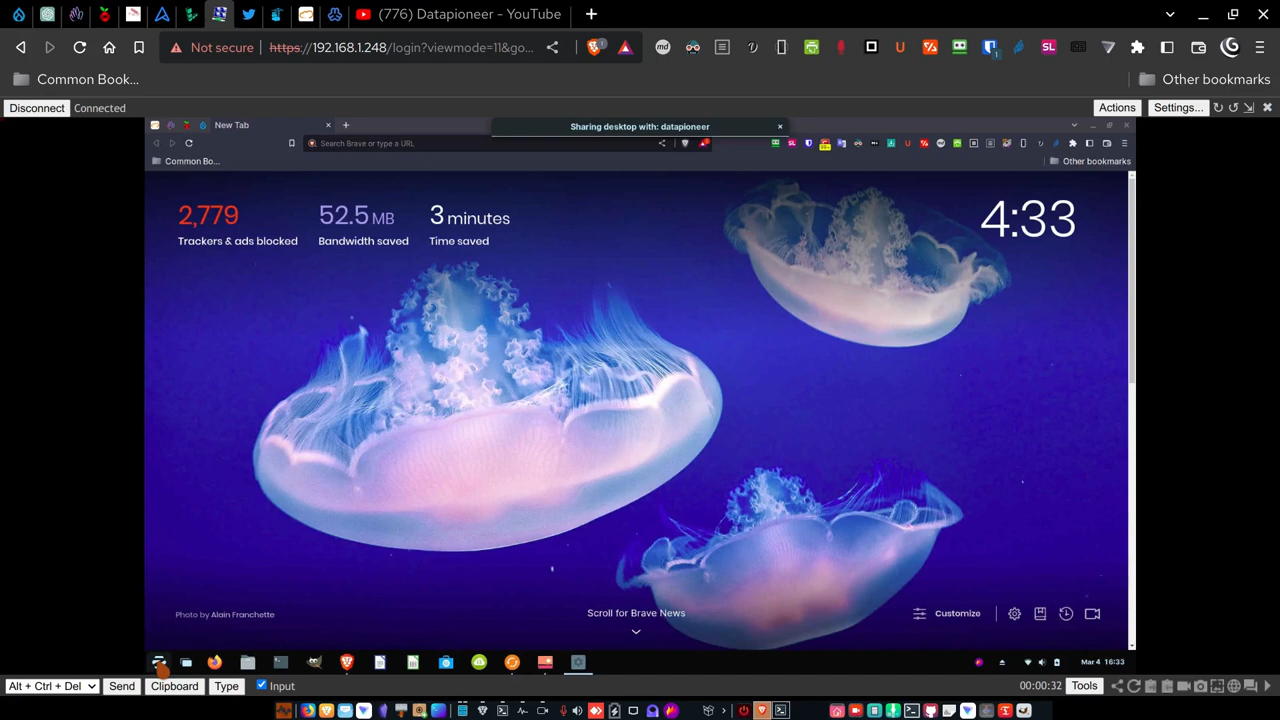 (776) Datapioneer - YouTube
Not secure https://192.168.1.248/login?viewmode=11&go...
Common Book...
Other bookmarks
Disconnect Connected
Actions Settings...
New Tab
Sharing desktop with: datapioneer
Search Brave or type a URL
Common Bo...
Other bookmarks
2,779
Trackers & ads blocked
52.5 MB
Bandwidth saved
3 minutes
Time saved
4:33
Photo by Alain Franchette
Scroll for Brave News
Customize
Mar 4 16:33
Alt + Ctrl + Del Send Clipboard Type Input
00:00:32 Tools